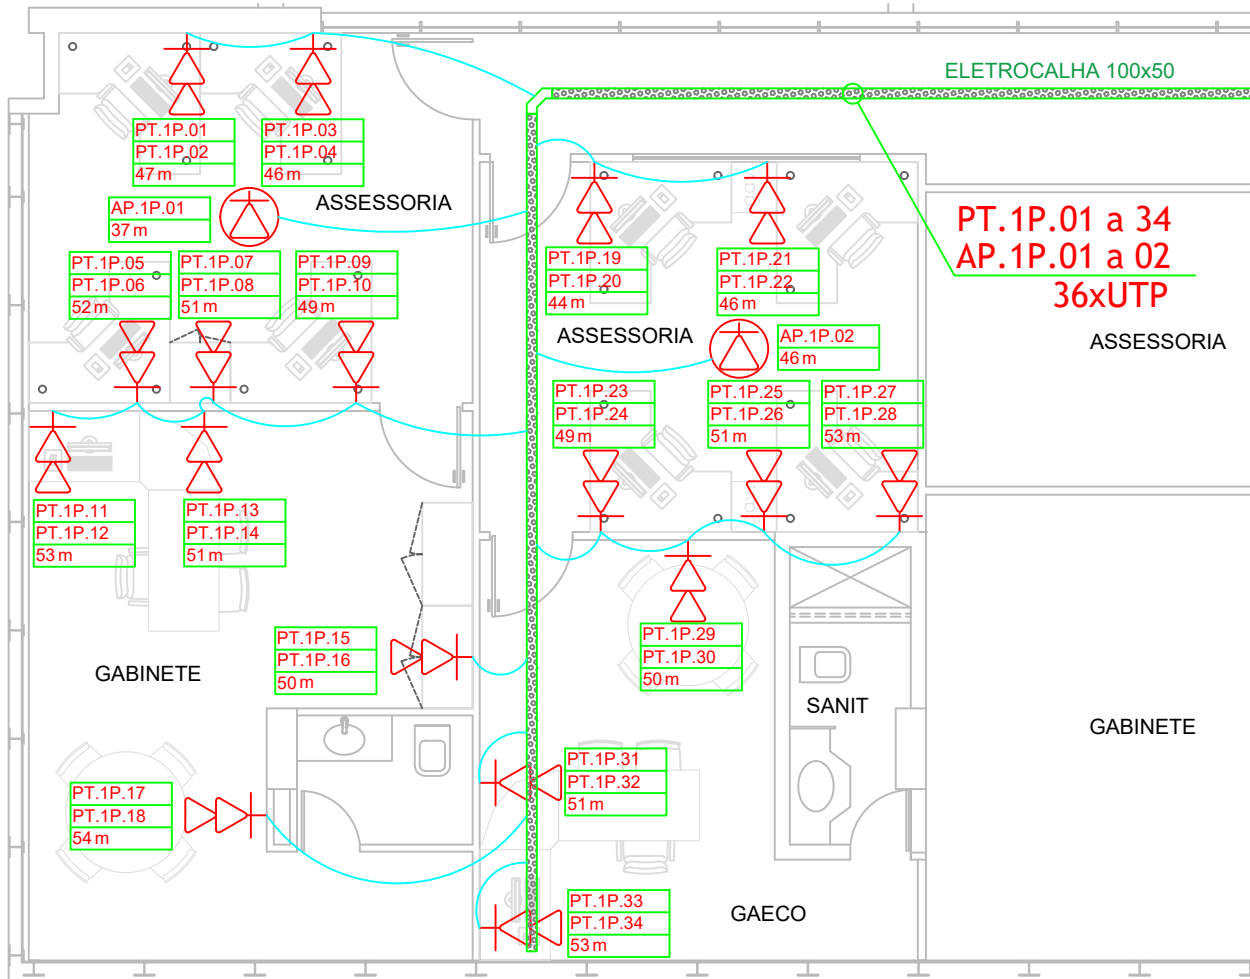 ELETROCALHA 100x50
PT.1P.01
PT.1P.02
47 m
PT.1P.03
PT.1P.04
46 m
AP.1P.01
37 m
ASSESSORIA
PT.1P.05
PT.1P.06
52 m
PT.1P.07
PT.1P.08
51 m
PT.1P.09
PT.1P.10
49 m
PT.1P.19
PT.1P.20
44 m
PT.1P.21
PT.1P.22
46 m
PT.1P.01 a 34
AP.1P.01 a 02
36xUTP
ASSESSORIA
AP.1P.02
46 m
ASSESSORIA
PT.1P.23
PT.1P.24
49 m
PT.1P.25
PT.1P.26
51 m
PT.1P.27
PT.1P.28
53 m
PT.1P.11
PT.1P.12
53 m
PT.1P.13
PT.1P.14
51 m
PT.1P.15
PT.1P.16
50 m
PT.1P.29
PT.1P.30
50 m
GABINETE
SANIT
GABINETE
PT.1P.17
PT.1P.18
54 m
PT.1P.31
PT.1P.32
51 m
PT.1P.33
PT.1P.34
53 m
GAECO